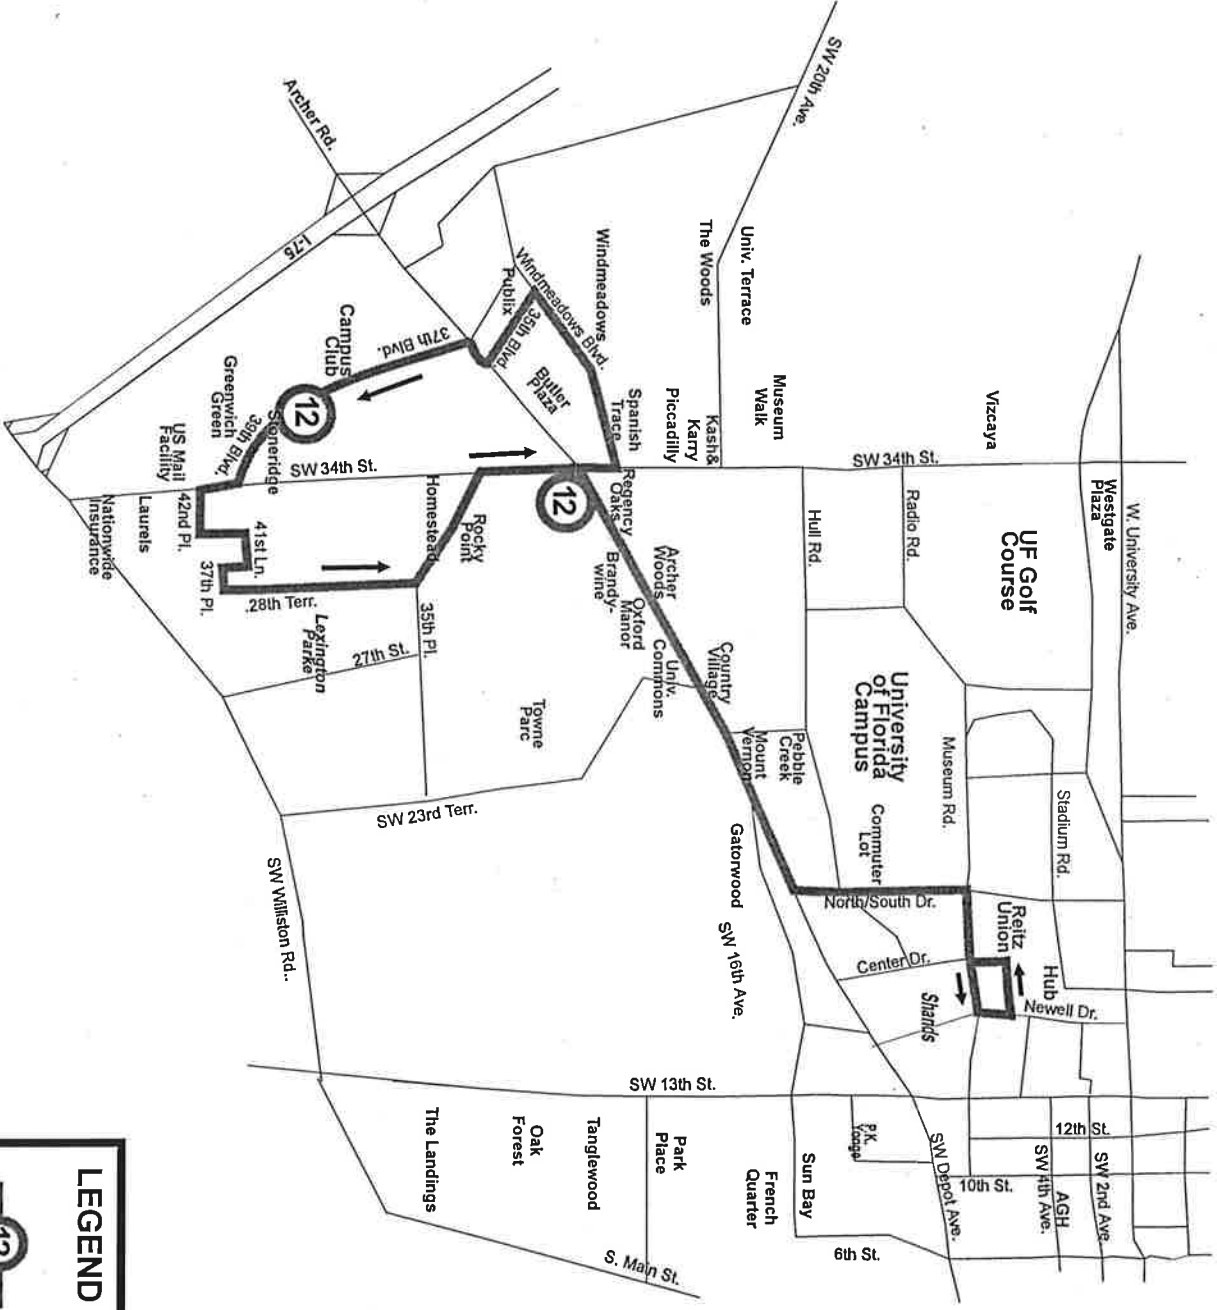 SW 20th Ave.
Archer Rd.
I-75
Univ. Terrace
The Woods
Windmeadows
Windmeadows Blvd.
Publix
35th Blvd.
37th Blvd.
Campus
Club
Butler
Plaza
Spanish
Trace
Piccadilly
Kash&
Karry
Museum
Walk
Vizcaya
Greenwich
Green
Stoneridge
39th Blvd.
US Mail
Facility
12
SW 34th St.
SW 34th St.
12
Regency
Oaks
Westgate
Plaza
W. University Ave.
Radio Rd.
Hull Rd.
UF Golf
Course
Homestead
Rocky
Point
Archer
Woods
Brandy-
wine
Oxford
Manor
Univ.
Commons
Country
Village
Nationwide
Insurance
Laurels
42nd Pl.
41st Ln.
37th Pl.
28th Terr.
Lexington
Parke
27th St.
35th Pl.
Towne
Parc
SW 23rd Terr.
SW Williston Rd..
University
of Florida
Campus
Pebble
Creek
Mount
Vernon
Museum Rd.
Stadium Rd.
Commuter
Lot
Gatorwood
SW 16th Ave.
North/South Dr.
Reitz
Union
Hub
Center Dr.
Newell Dr.
Shands
SW 13th St.
The Landings
Oak
Forest
Tanglewood
Park
Place
French
Quarter
Sun Bay
P.K.
Yonge
SW Depot Ave.
12th St.
10th St.
SW 4th Ave.
AGH
SW 2nd Ave.
6th St.
S. Main St.
LEGEND
12